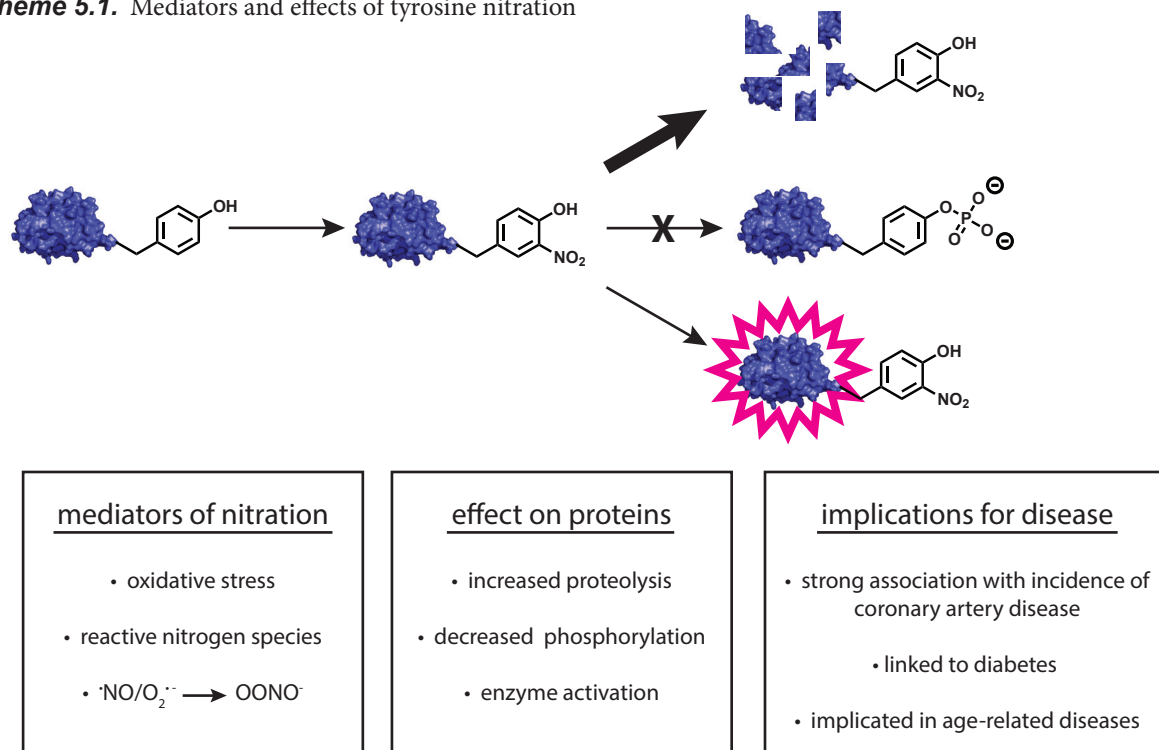 heme 5.1. Mediators and effects of tyrosine nitration
OH
NO₂
OH
OH
NO₂
X
O
P
O
O
O
⊖
⊖
OH
NO₂
mediators of nitration
• oxidative stress
• reactive nitrogen species
• ˙NO/O₂˙⁻ → OONO⁻
effect on proteins
• increased proteolysis
• decreased phosphorylation
• enzyme activation
implications for disease
• strong association with incidence of
coronary artery disease
• linked to diabetes
• implicated in age-related diseases